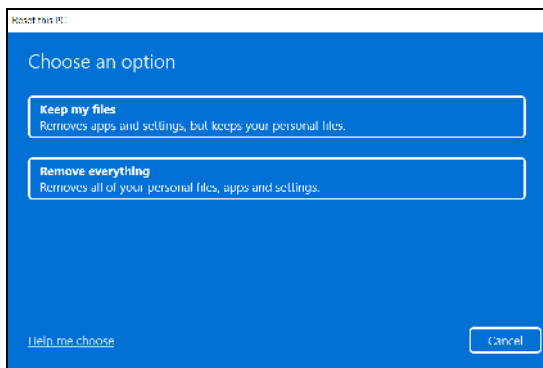 Reset this PC
Choose an option
Keep my files
Removes apps and settings, but keeps your personal files.
Remove everything
Removes all of your personal files, apps and settings.
Help me choose
Cancel